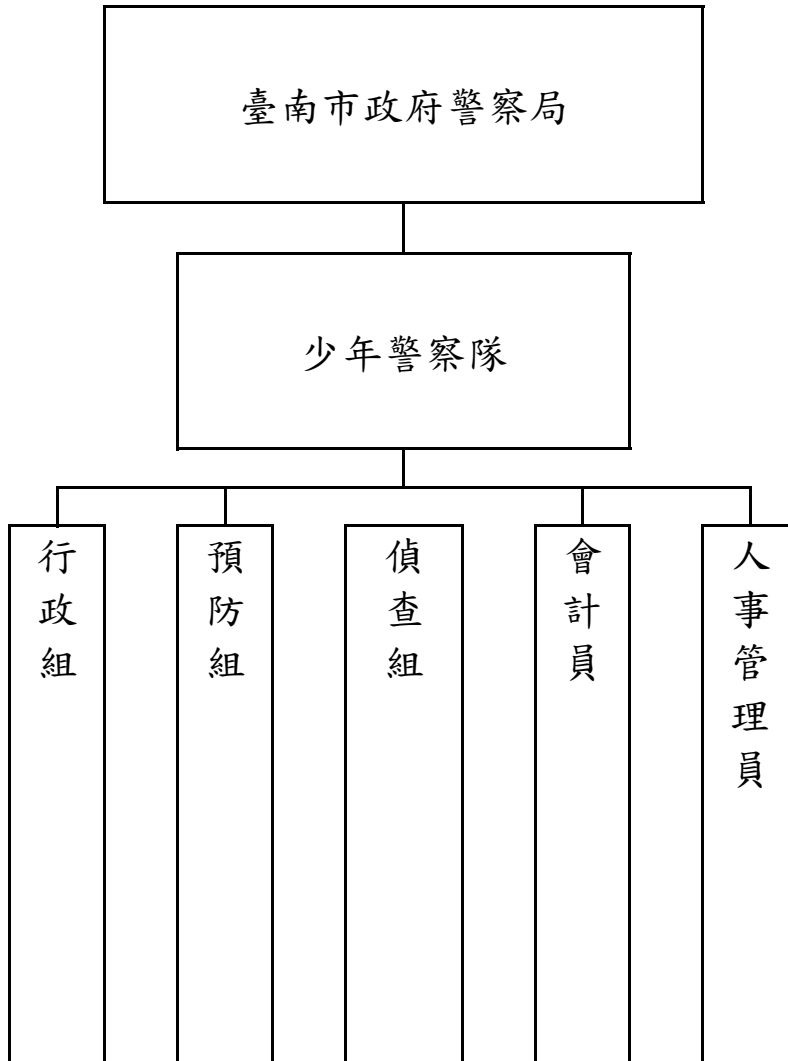 臺南市政府警察局
少年警察隊
行政組
預防組
偵查組
會計員
人事管理員